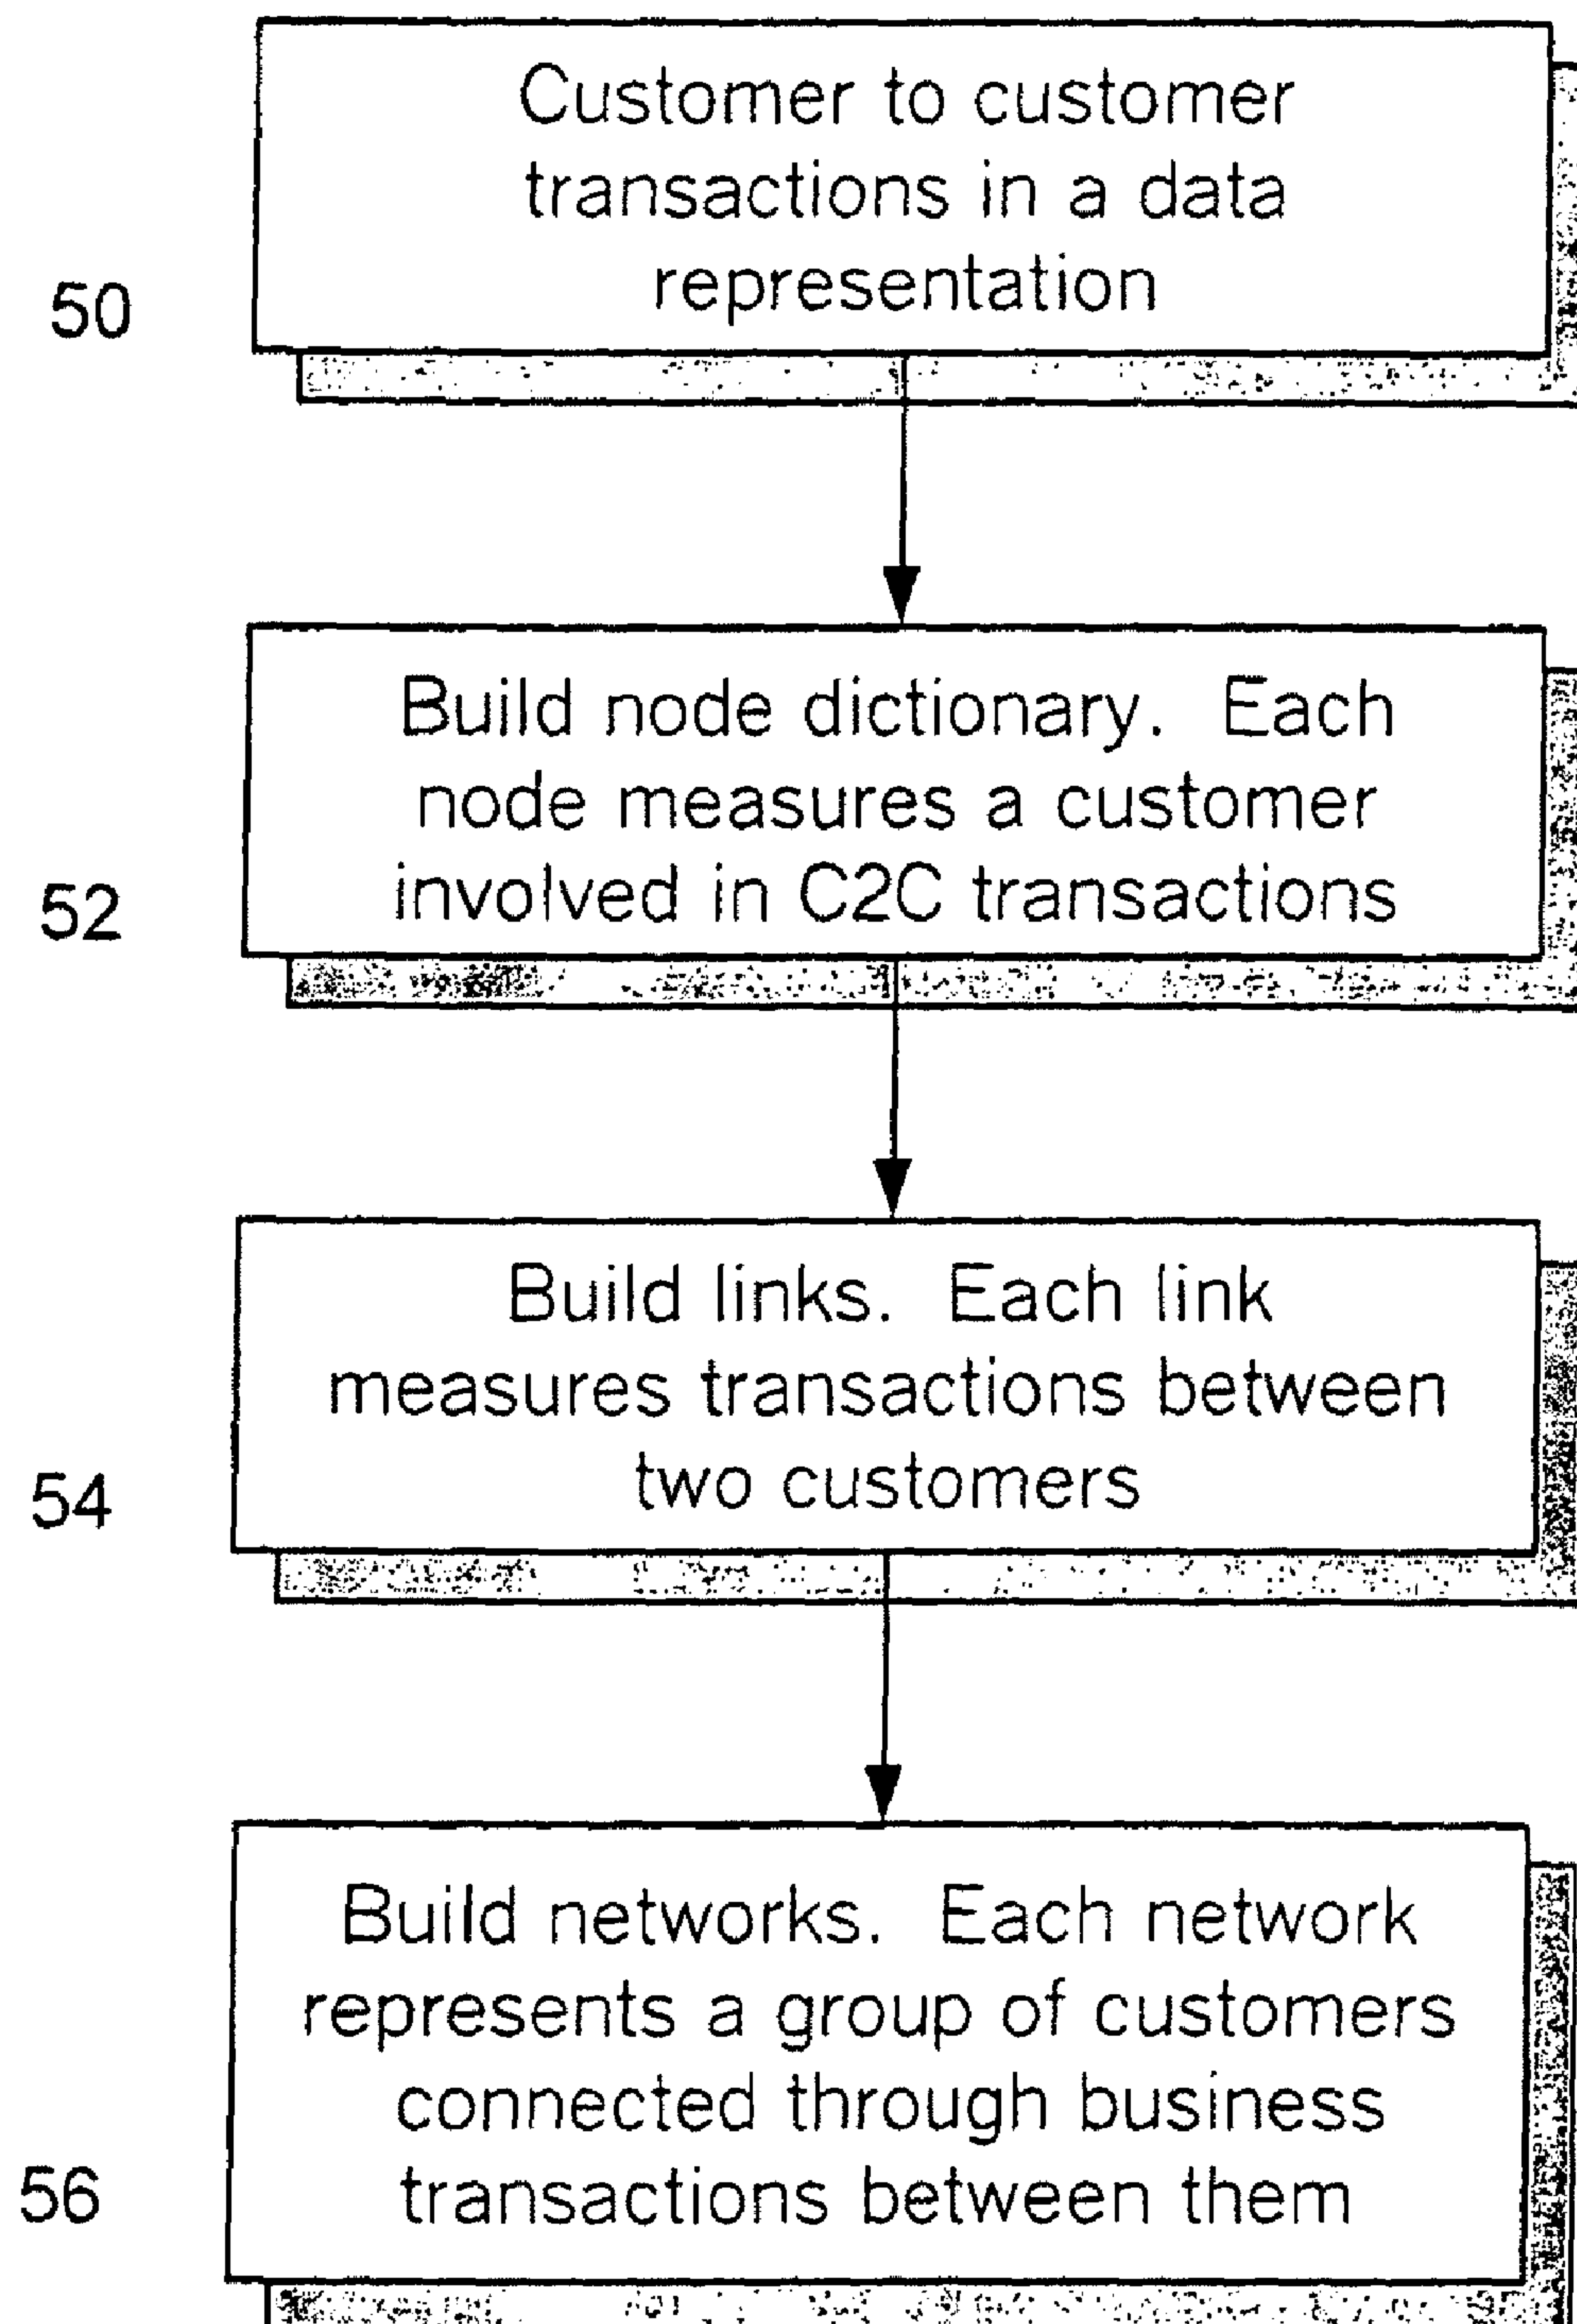 Customer to customer
transactions in a data
representation
50
Build node dictionary. Each
node measures a customer
involved in C2C transactions
52
Build links. Each link
measures transactions between
two customers
54
Build networks. Each network
represents a group of customers
connected through business
transactions between them
56